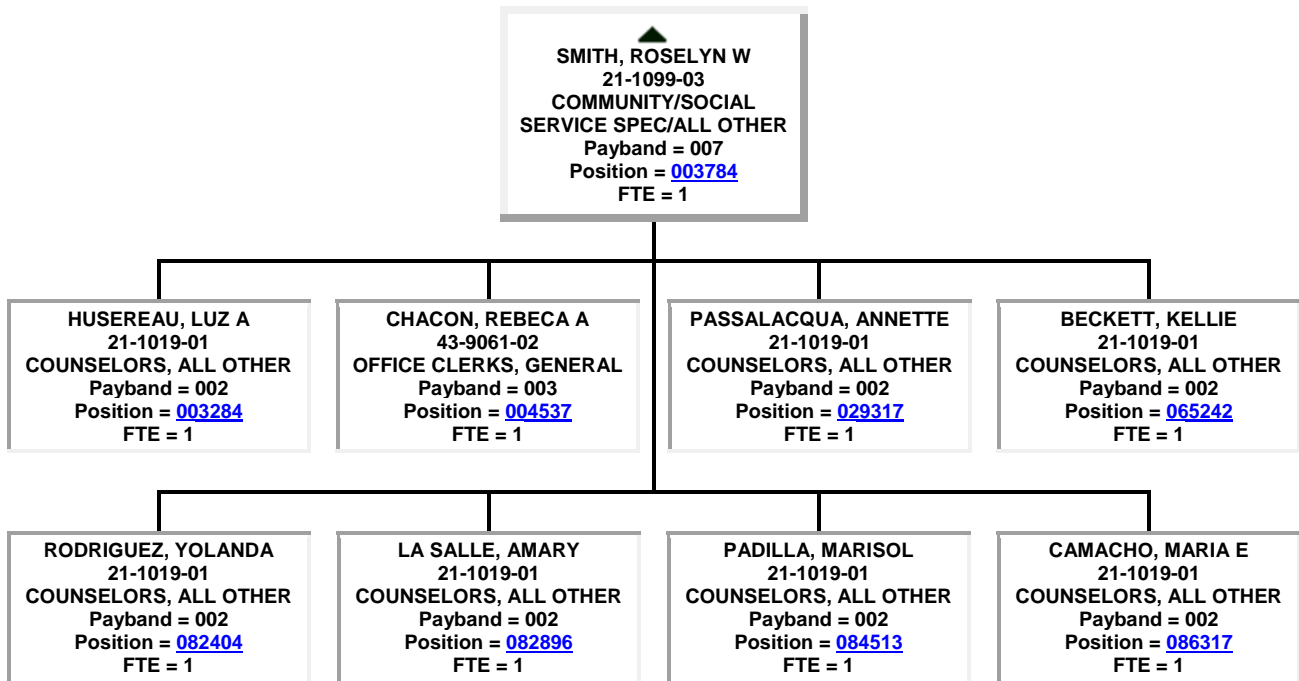 SMITH, ROSELYN W
21-1099-03
COMMUNITY/SOCIAL
SERVICE SPEC/ALL OTHER
Payband = 007
Position = 003784
FTE = 1
HUSEREAU, LUZ A
21-1019-01
COUNSELORS, ALL OTHER
Payband = 002
Position = 003284
FTE = 1
CHACON, REBECA A
43-9061-02
OFFICE CLERKS, GENERAL
Payband = 003
Position = 004537
FTE = 1
PASSALACQUA, ANNETTE
21-1019-01
COUNSELORS, ALL OTHER
Payband = 002
Position = 029317
FTE = 1
BECKETT, KELLIE
21-1019-01
COUNSELORS, ALL OTHER
Payband = 002
Position = 065242
FTE = 1
RODRIGUEZ, YOLANDA
21-1019-01
COUNSELORS, ALL OTHER
Payband = 002
Position = 082404
FTE = 1
LA SALLE, AMARY
21-1019-01
COUNSELORS, ALL OTHER
Payband = 002
Position = 082896
FTE = 1
PADILLA, MARISOL
21-1019-01
COUNSELORS, ALL OTHER
Payband = 002
Position = 084513
FTE = 1
CAMACHO, MARIA E
21-1019-01
COUNSELORS, ALL OTHER
Payband = 002
Position = 086317
FTE = 1